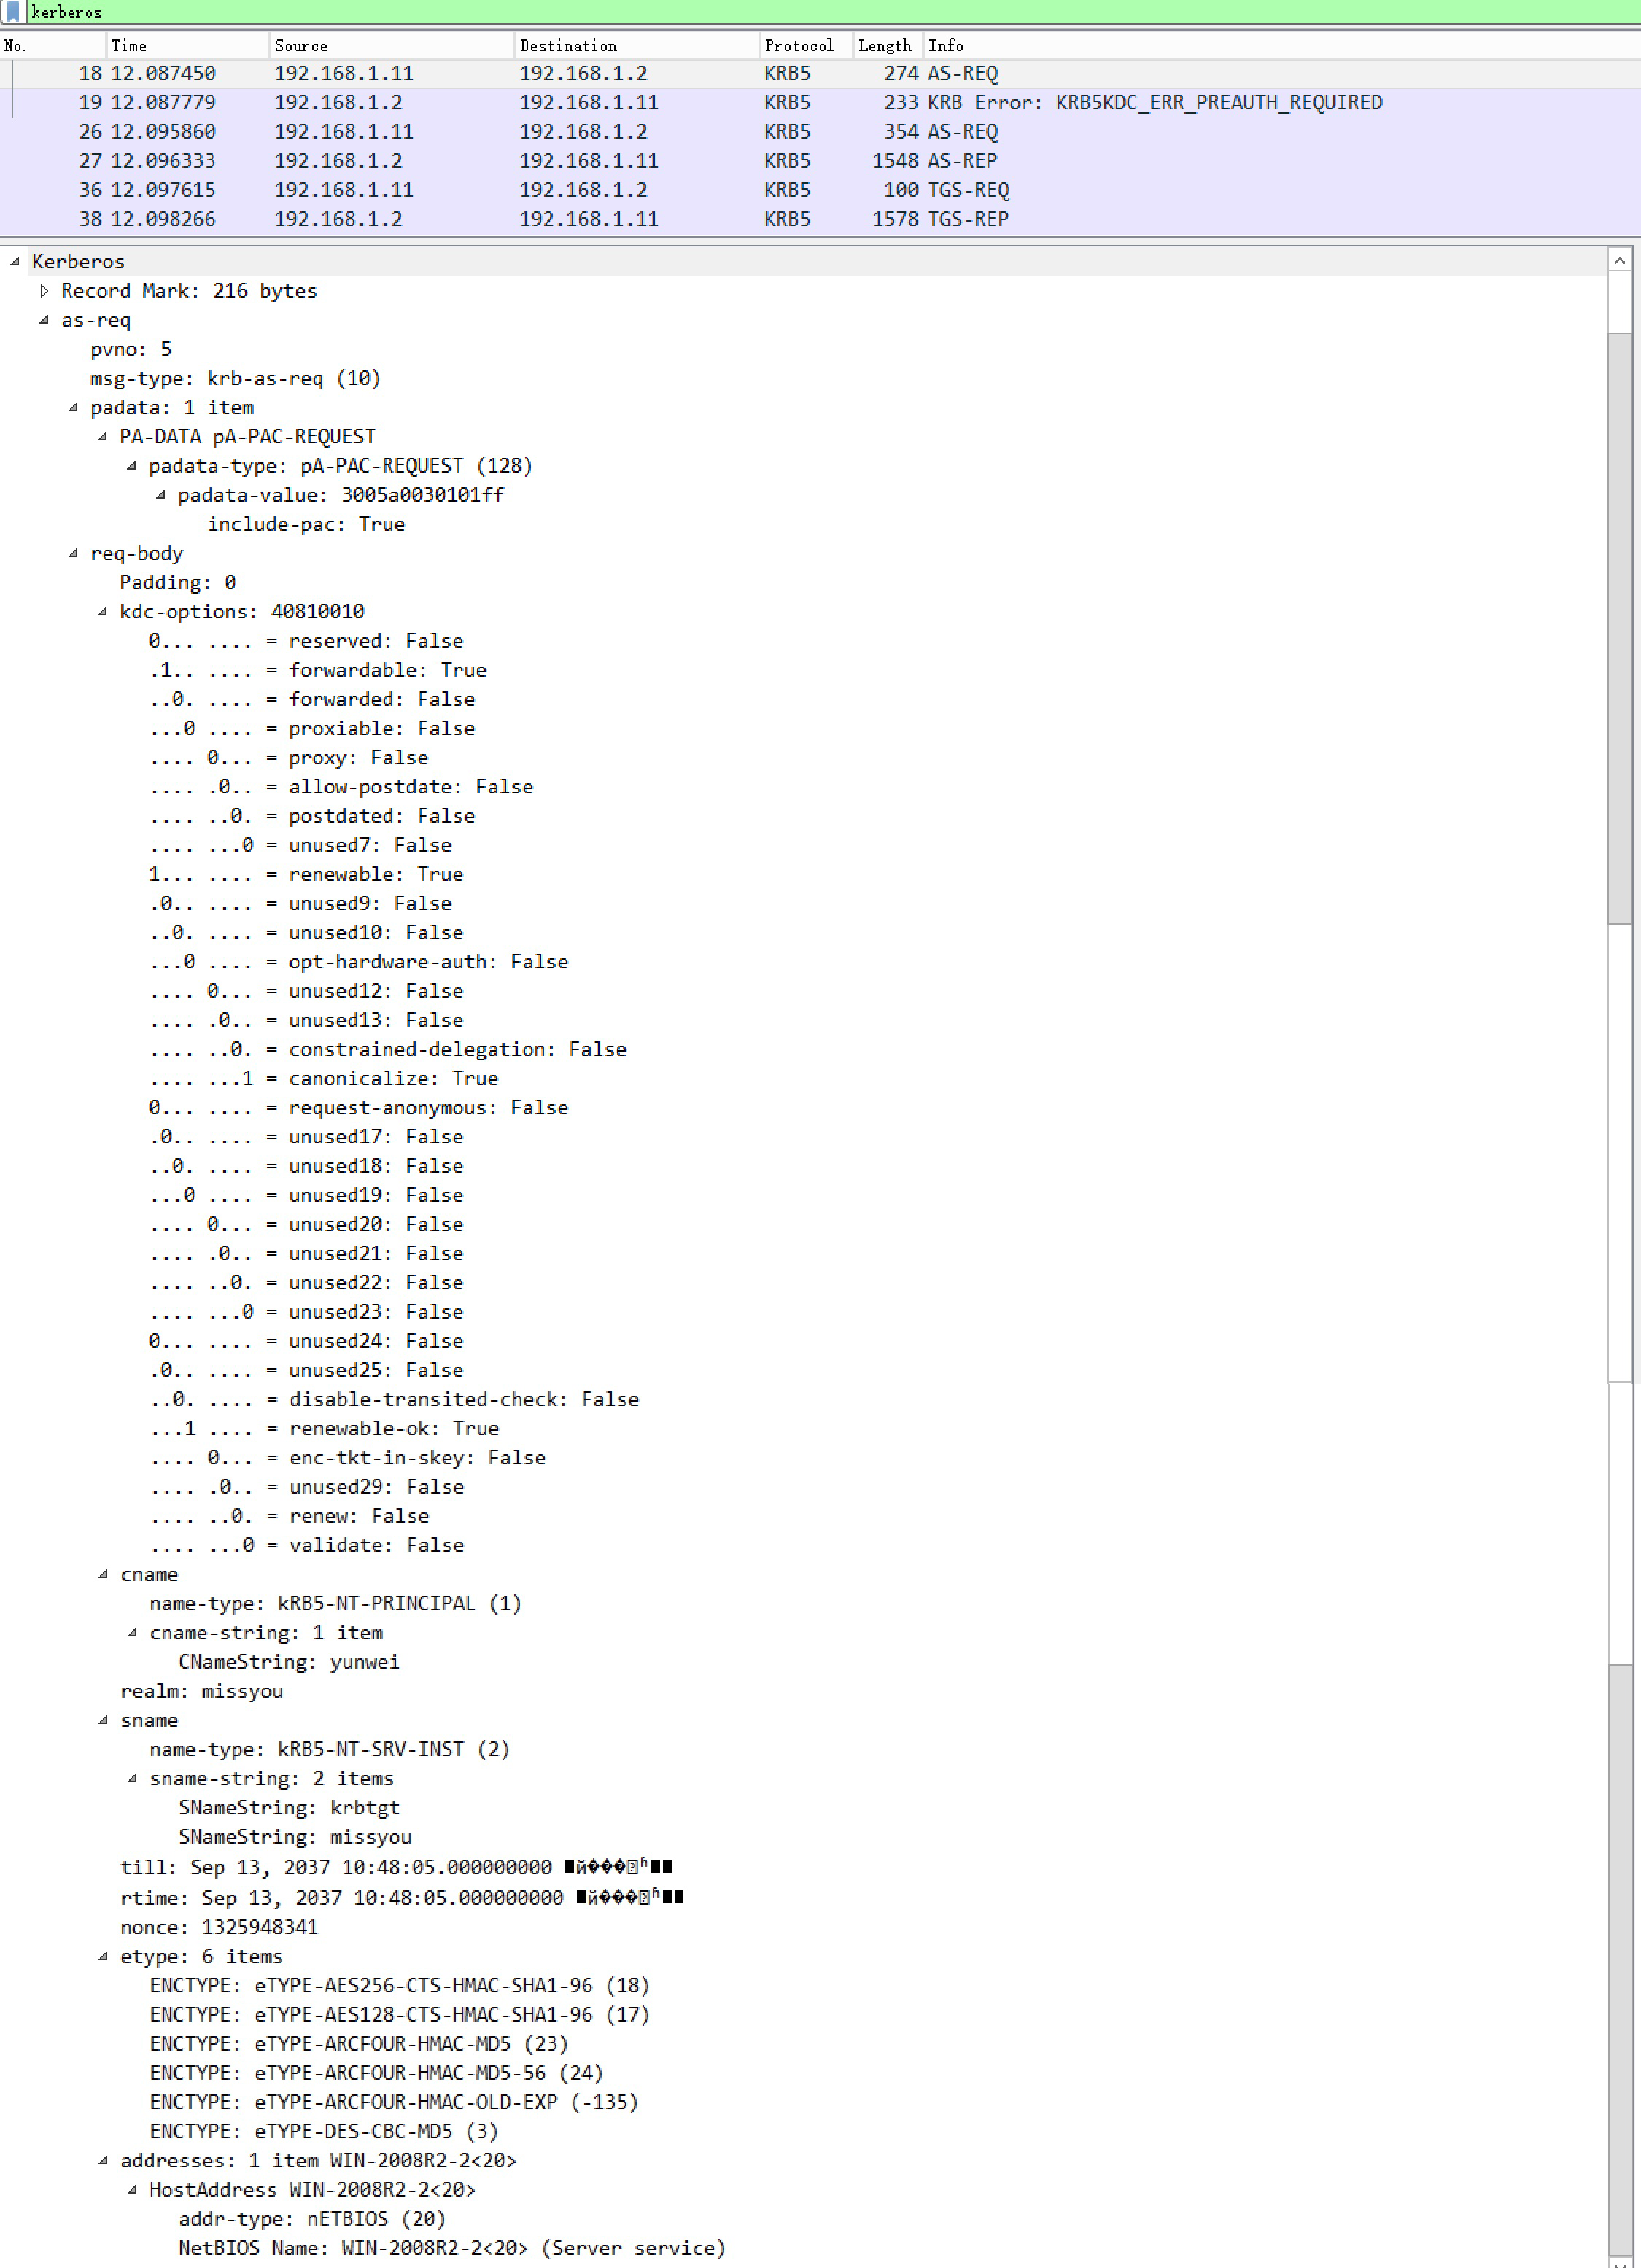 kerberos
No. Time Source Destination Protocol Length Info
18 12.087450 192.168.1.11 192.168.1.2 KRB5 274 AS-REQ
19 12.087779 192.168.1.2 192.168.1.11 KRB5 233 KRB Error: KRB5KDC_ERR_PREAUTH_REQUIRED
26 12.095860 192.168.1.11 192.168.1.2 KRB5 354 AS-REQ
27 12.096333 192.168.1.2 192.168.1.11 KRB5 1548 AS-REP
36 12.097615 192.168.1.11 192.168.1.2 KRB5 100 TGS-REQ
38 12.098266 192.168.1.2 192.168.1.11 KRB5 1578 TGS-REP
Kerberos
Record Mark: 216 bytes
as-req
pvno: 5
msg-type: krb-as-req (10)
padata: 1 item
PA-DATA pA-PAC-REQUEST
padata-type: pA-PAC-REQUEST (128)
padata-value: 3005a0030101ff
include-pac: True
req-body
Padding: 0
kdc-options: 40810010
0... .... = reserved: False
.1.. .... = forwardable: True
..0. .... = forwarded: False
...0 .... = proxiable: False
.... 0... = proxy: False
.... .0.. = allow-postdate: False
.... ..0. = postdated: False
.... ...0 = unused7: False
1... .... = renewable: True
.0.. .... = unused9: False
..0. .... = unused10: False
...0 .... = opt-hardware-auth: False
.... 0... = unused12: False
.... .0.. = unused13: False
.... ..0. = constrained-delegation: False
.... ...1 = canonicalize: True
0... .... = request-anonymous: False
.0.. .... = unused17: False
..0. .... = unused18: False
...0 .... = unused19: False
.... 0... = unused20: False
.... .0.. = unused21: False
.... ..0. = unused22: False
.... ...0 = unused23: False
0... .... = unused24: False
.0.. .... = unused25: False
..0. .... = disable-transited-check: False
...1 .... = renewable-ok: True
.... 0... = enc-tkt-in-skey: False
.... .0.. = unused29: False
.... ..0. = renew: False
.... ...0 = validate: False
cname
name-type: kRB5-NT-PRINCIPAL (1)
cname-string: 1 item
CNameString: yunwei
realm: missyou
sname
name-type: kRB5-NT-SRV-INST (2)
sname-string: 2 items
SNameString: krbtgt
SNameString: missyou
till: Sep 13, 2037 10:48:05.000000000
rtime: Sep 13, 2037 10:48:05.000000000
nonce: 1325948341
etype: 6 items
ENCTYPE: eTYPE-AES256-CTS-HMAC-SHA1-96 (18)
ENCTYPE: eTYPE-AES128-CTS-HMAC-SHA1-96 (17)
ENCTYPE: eTYPE-ARCFOUR-HMAC-MD5 (23)
ENCTYPE: eTYPE-ARCFOUR-HMAC-MD5-56 (24)
ENCTYPE: eTYPE-ARCFOUR-HMAC-OLD-EXP (-135)
ENCTYPE: eTYPE-DES-CBC-MD5 (3)
addresses: 1 item WIN-2008R2-2<20>
HostAddress WIN-2008R2-2<20>
addr-type: nETBIOS (20)
NetBIOS Name: WIN-2008R2-2<20> (Server service)